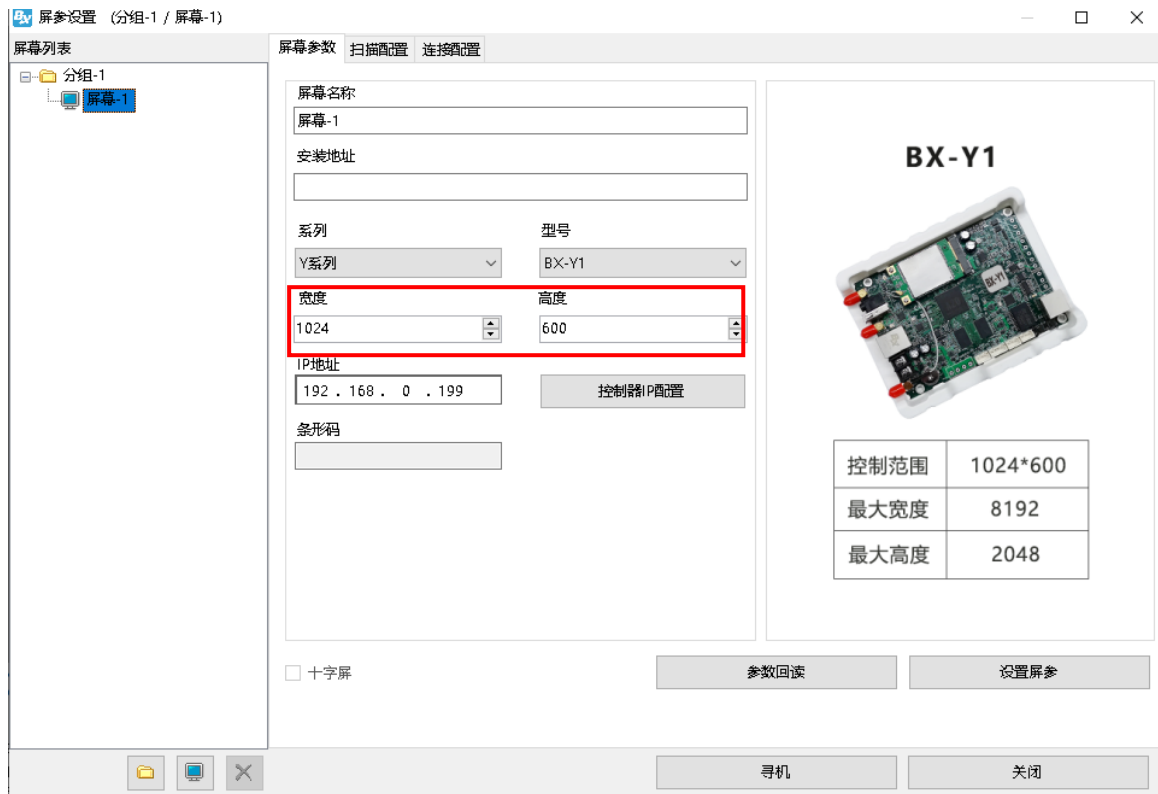 BX 屏参设置 (分组-1 / 屏幕-1)
屏幕列表
分组-1
屏幕-1
屏幕参数 扫描配置 连接配置
屏幕名称
屏幕-1
安装地址
系列 型号
Y系列 BX-Y1
宽度 高度
1024 600
IP地址
192 . 168 . 0 . 199 控制器IP配置
条形码
BX-Y1
BX-Y1
控制范围 1024*600
最大宽度 8192
最大高度 2048
十字屏 参数回读 设置屏参
寻机 关闭